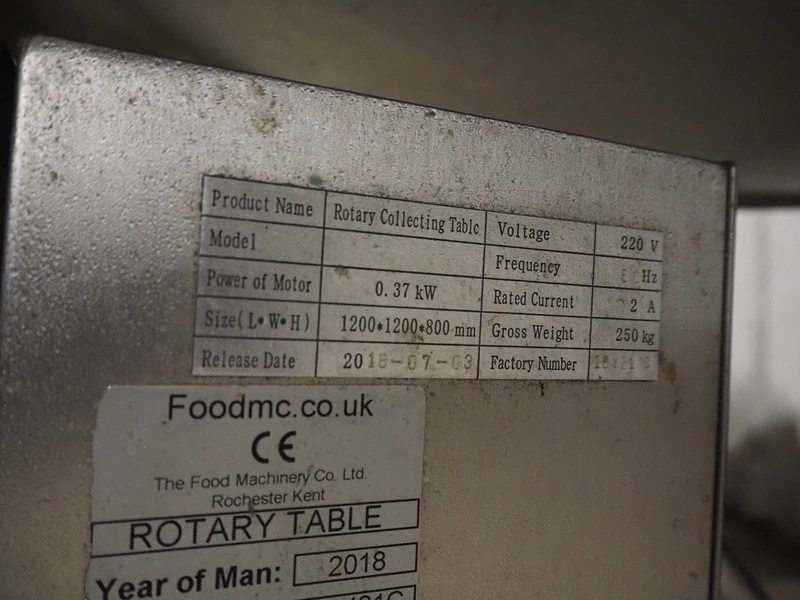 Product Name Rotary Collecting Table Voltage 220 V
Model Frequency Hz
Power of Motor 0.37 kW Rated Current 2 A
Size(L*W*H) 1200*1200*800 mm Gross Weight 250 kg
Release Date 2018-07-03 Factory Number
Foodmc.co.uk
CE
The Food Machinery Co. Ltd.
Rochester Kent
ROTARY TABLE
Year of Man: 2018